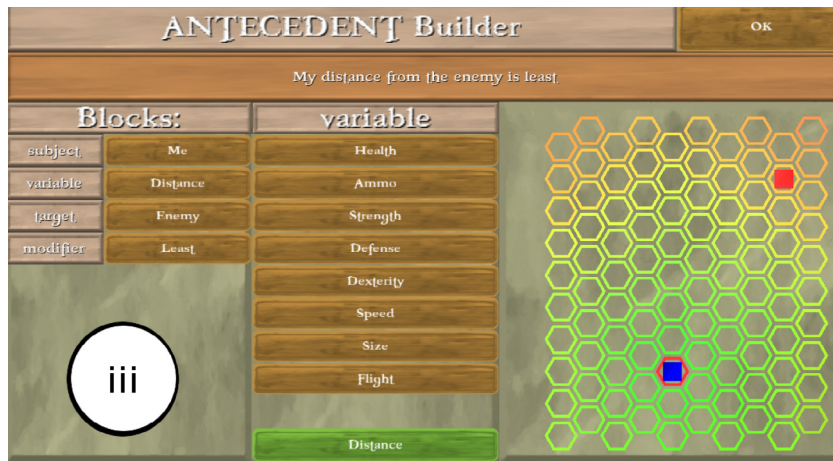 ANTECEDENT Builder
OK
My distance from the enemy is least
Blocks:
variable
subject
Me
Health
variable
Distance
Ammo
target
Enemy
Strength
modifier
Least
Defense
Dexterity
Speed
Size
Flight
iii
Distance